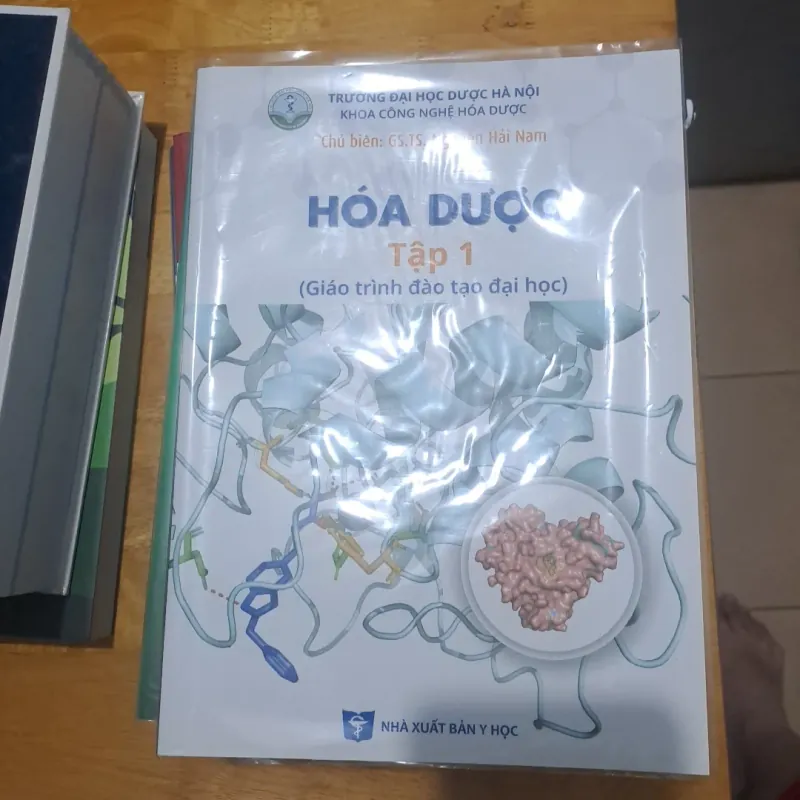 TRƯỜNG ĐẠI HỌC DƯỢC HÀ NỘI
KHOA CÔNG NGHỆ HÓA DƯỢC
Chủ biên: GS.TS. Hải Nam
HÓA DƯỢC
Tập 1
(Giáo trình đào tạo đại học)
NHÀ XUẤT BẢN Y HỌC